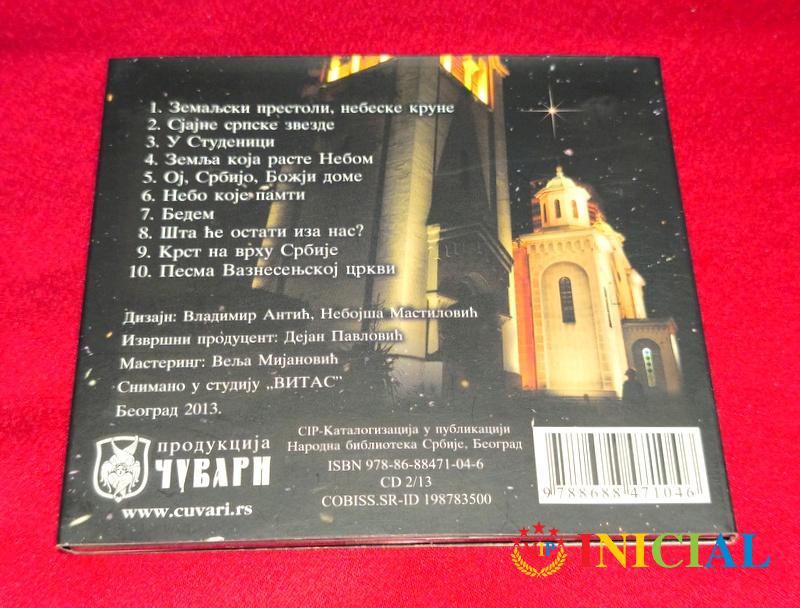 1. Земаљски престоли, небеске круне
2. Сјајне српске звезде
3. У Студеници
4. Земља која расте Небом
5. Ој, Србијо, Божји доме
6. Небо које памти
7. Бедем
8. Шта ће остати иза нас?
9. Крст на врху Србије
10. Песма Вазнесењској цркви
Дизајн: Владимир Антић, Небојша Мастиловић
Извршни продуцент: Дејан Павловић
Мастеринг: Веља Мијановић
Снимано у студију „ВИТАС”
Београд 2013.
продукција
ЧУВАРИ
www.cuvari.rs
CIP-Каталогизација у публикацији
Народна библиотека Србије, Београд
ISBN 978-86-88471-04-6
CD 2/13
COBISS.SR-ID 198783500
9 788688 471046
INICIAL